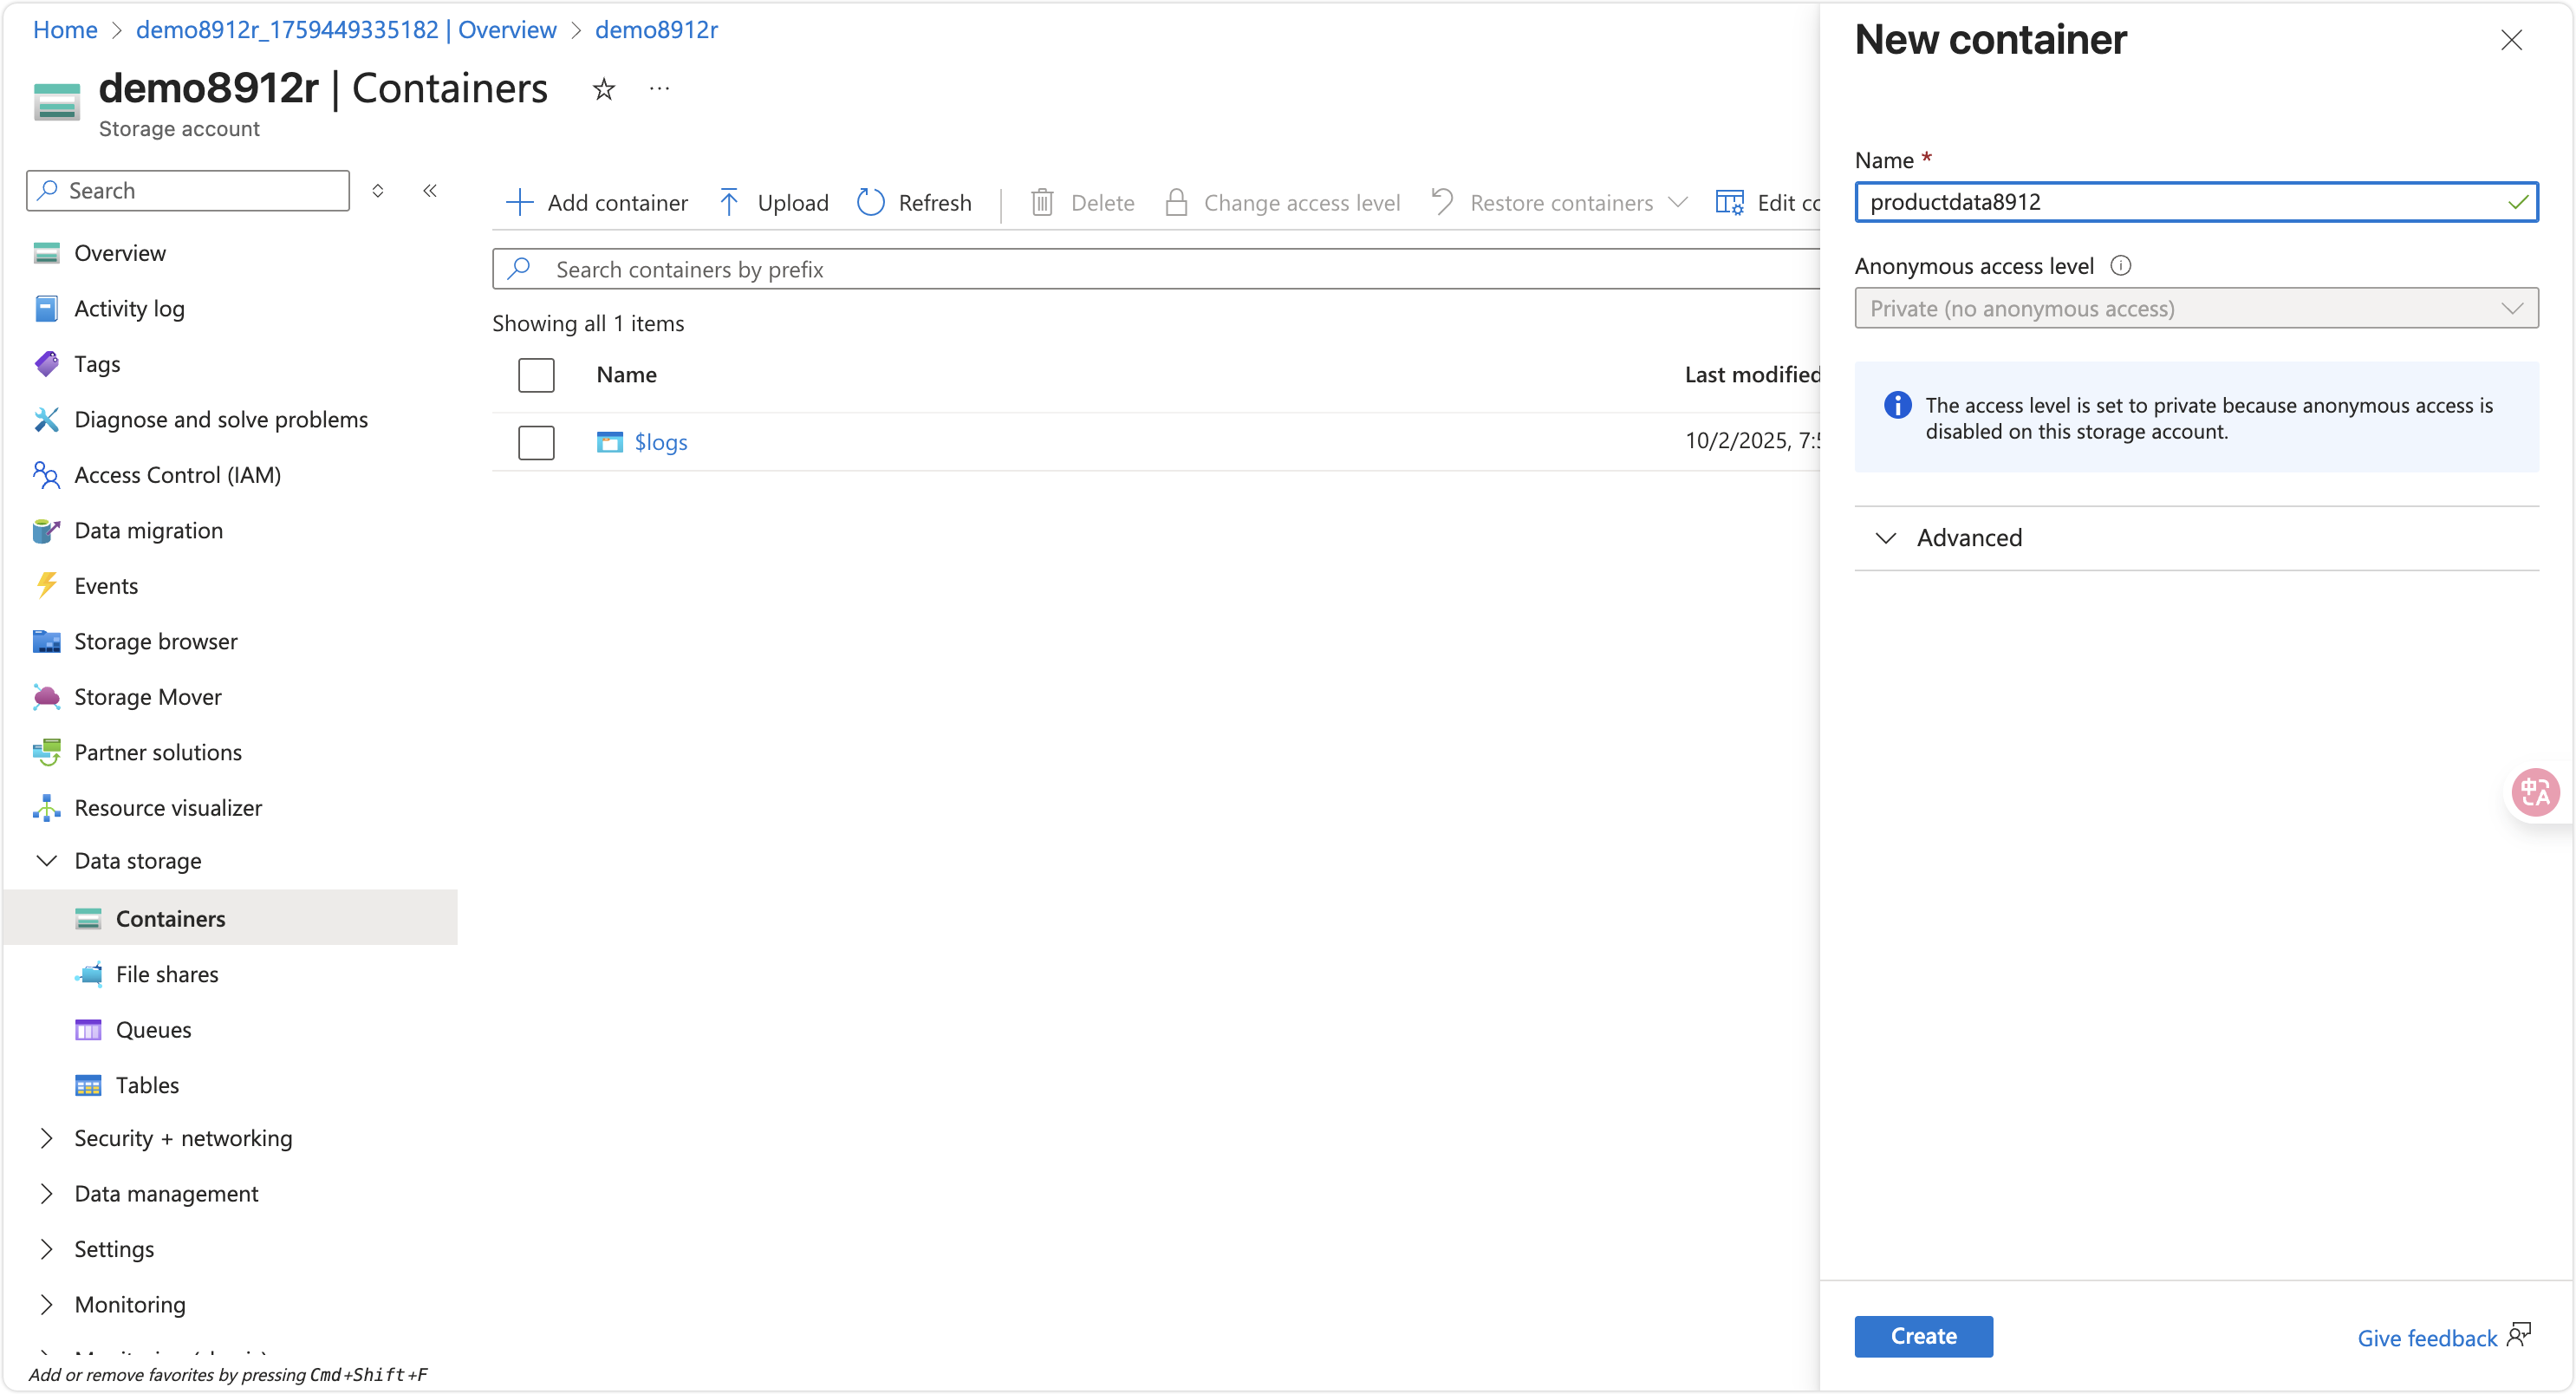 Home > demo8912r_1759449335182 | Overview > demo8912r
demo8912r | Containers
Storage account
Search
Overview
Activity log
Tags
Diagnose and solve problems
Access Control (IAM)
Data migration
Events
Storage browser
Storage Mover
Partner solutions
Resource visualizer
Data storage
Containers
File shares
Queues
Tables
Security + networking
Data management
Settings
Monitoring
Add or remove favorites by pressing Cmd+Shift+F
Add container Upload Refresh Delete Change access level Restore containers Edit
Search containers by prefix
Showing all 1 items
Name Last modified
$logs 10/2/2025,
New container
Name *
productdata8912
Anonymous access level
Private (no anonymous access)
The access level is set to private because anonymous access is
disabled on this storage account.
Advanced
Create Give feedback
中A